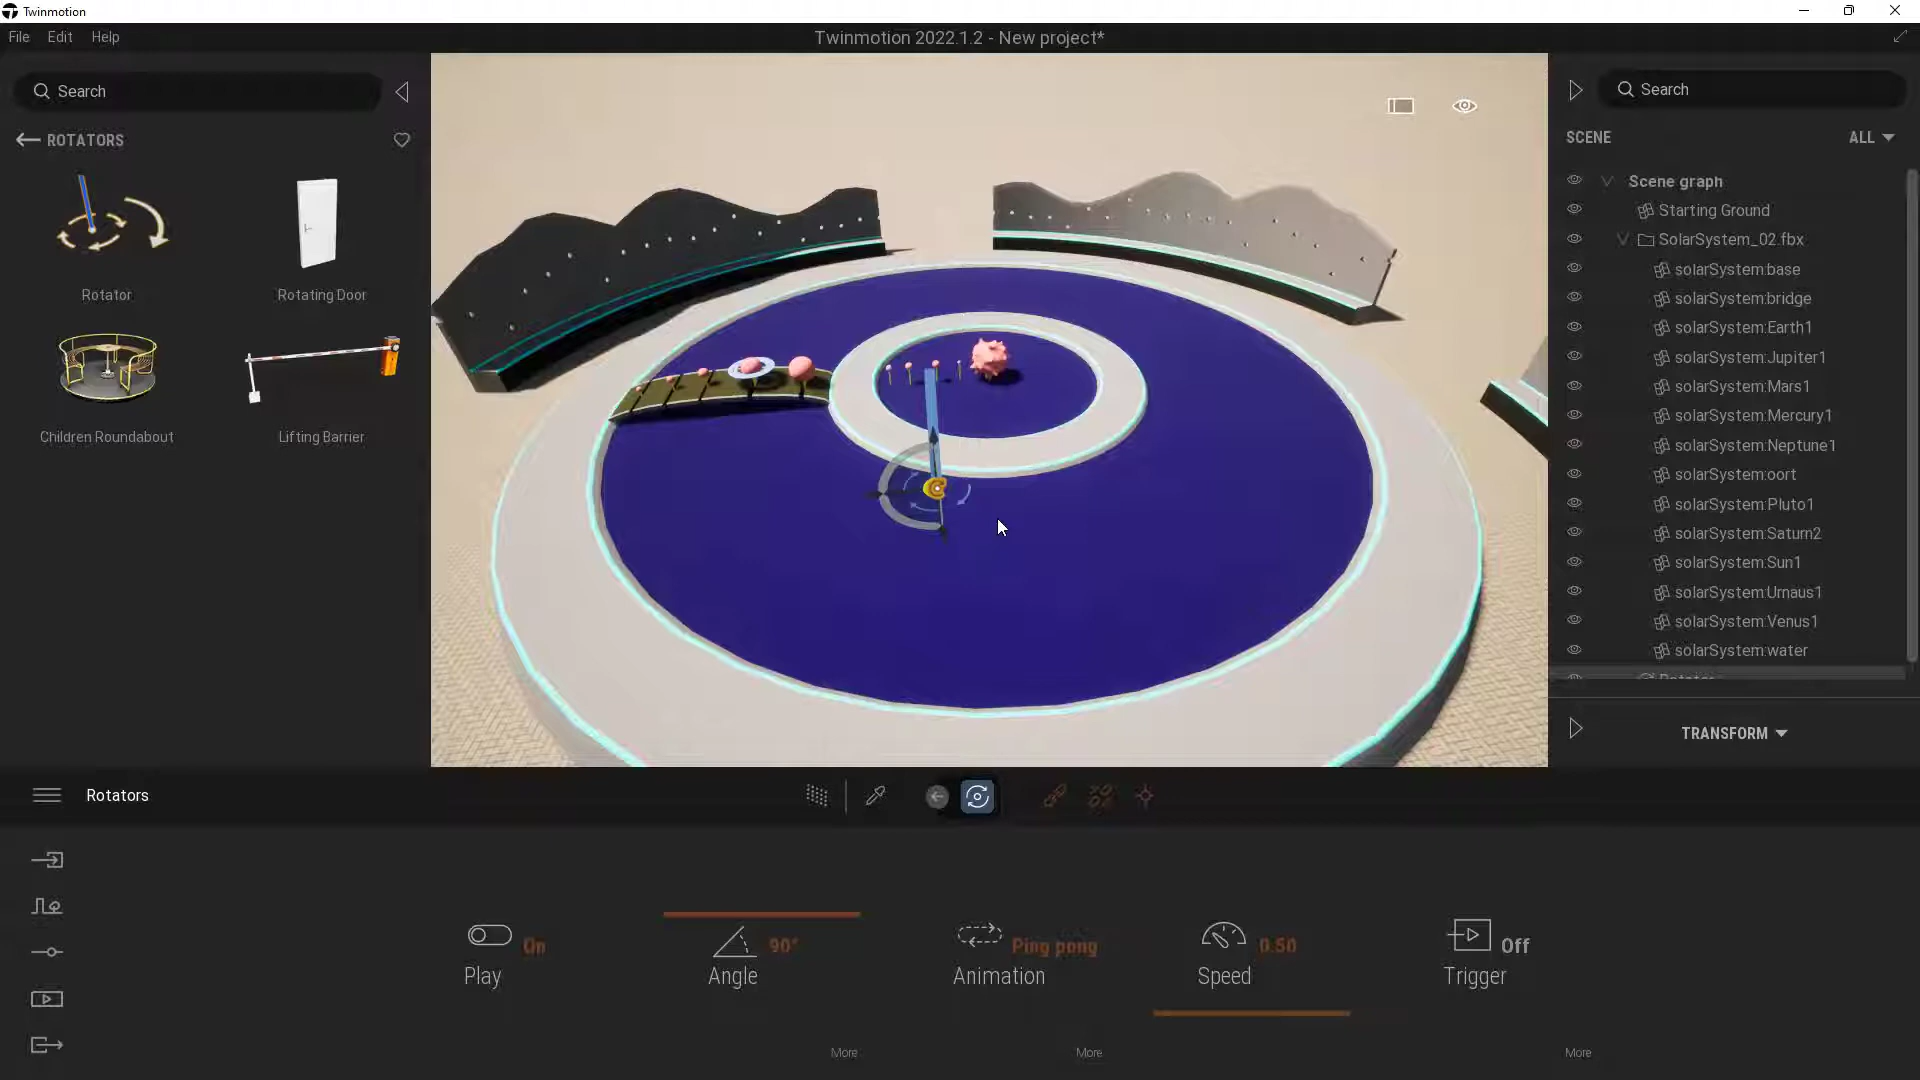 Twinmotion
File Edit Help
Twinmotion 2022.1.2 - New project*
Search
ROTATORS
Rotator
Rotating Door
Children Roundabout
Lifting Barrier
Search
SCENE
ALL
Scene graph
Starting Ground
SolarSystem_02.fbx
solarSystem:base
solarSystem:bridge
solarSystem:Earth1
solarSystem:Jupiter1
solarSystem:Mars1
solarSystem:Mercury1
solarSystem:Neptune1
solarSystem:oort
solarSystem:Pluto1
solarSystem:Saturn2
solarSystem:Sun1
solarSystem:Urnaus1
solarSystem:Venus1
solarSystem:water
TRANSFORM
Rotators
On
Play
90°
Angle
Ping pong
Animation
0.50
Speed
Off
Trigger
More
More
More